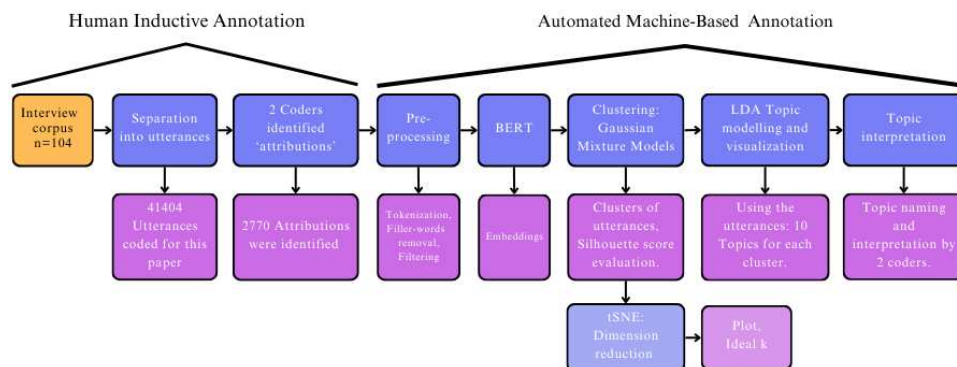 Human Inductive Annotation
Automated Machine-Based Annotation
Interview
corpus
n=104
Separation
into utterances
2 Coders
identified
‘attributions’
Pre-
processing
BERT
Clustering:
Gaussian
Mixture Models
LDA Topic
modelling and
visualization
Topic
interpretation
41404
Utterances
coded for this
paper
2770 Attributions
were identified
Tokenization,
Filler-words
removal,
Filtering
Embeddings
Clusters of
utterances,
Silhouette score
evaluation.
Using the
utterances: 10
Topics for each
cluster.
Topic naming
and
interpretation by
2 coders.
tSNE:
Dimension
reduction
Plot,
Ideal k